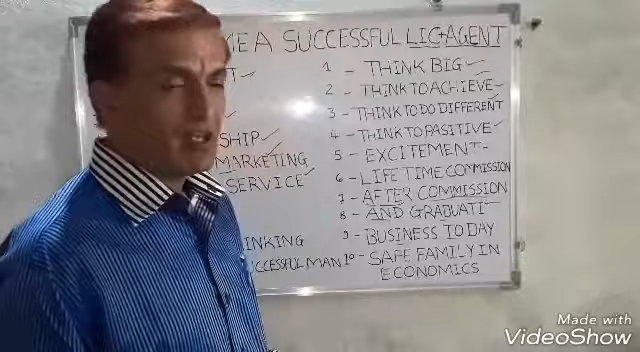 ME A SUCCESSFUL LIC+AGENT
T
SHIP
MARKETING
SERVICE
INKING
UCCESSFUL MAN
1 - THINK BIG
2 - THINK TO ACHIEVE
3 - THINK TO DO DIFFERENT
4 - THINK TO PASITIVE
5 - EXCITEMENT-
6 - LIFE TIME COMMISSION
7 - AFTER COMMISSION
8 - AND GRADUATI
9 - BUSINESS TO DAY
10 - SAFE FAMILY IN
ECONOMICS
Made with
VideoShow